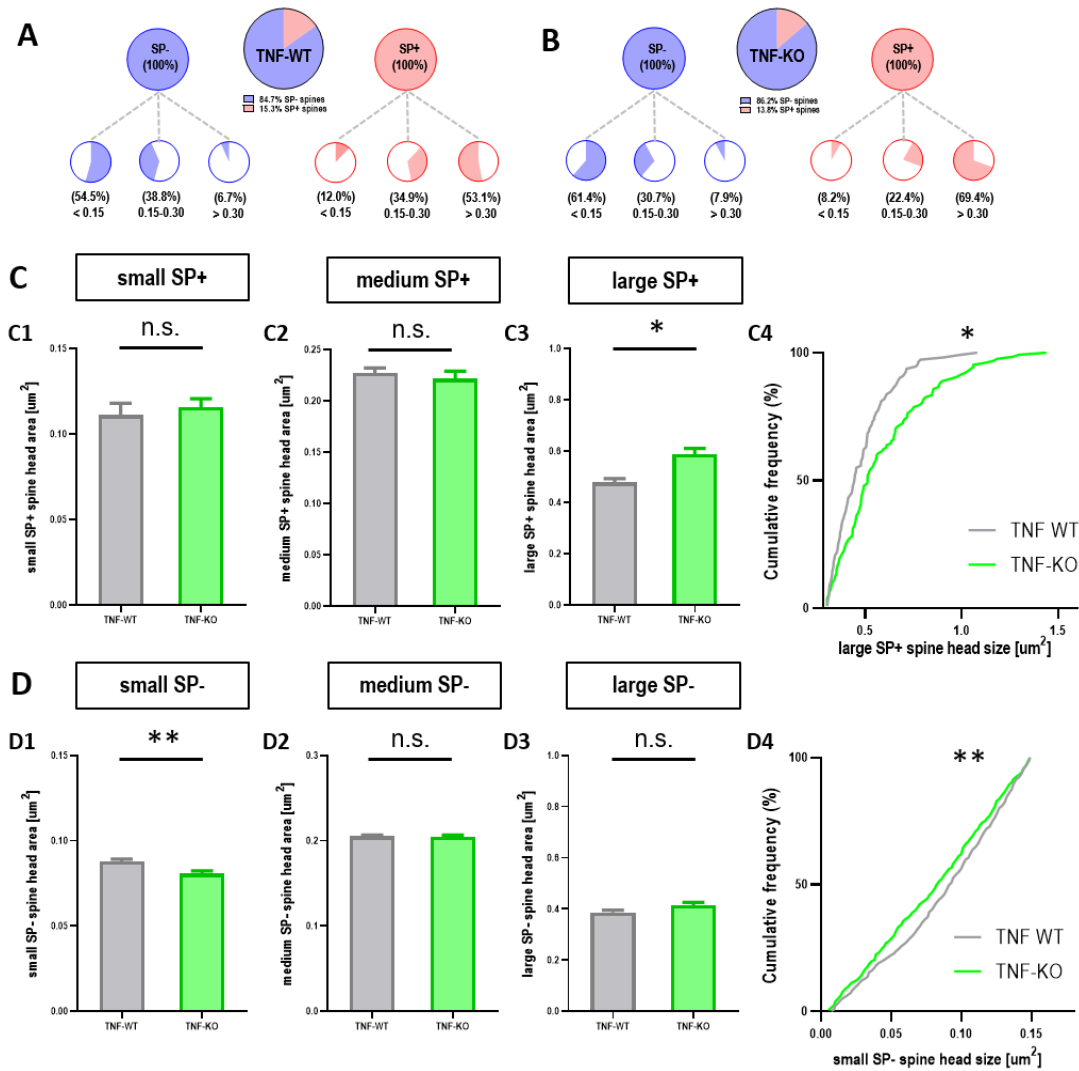 A
SP-
(100%)
TNF-WT
84.7% SP- spines
15.3% SP+ spines
SP+
(100%)
(54.5%)
< 0.15
(38.8%)
0.15-0.30
(6.7%)
> 0.30
(12.0%)
< 0.15
(34.9%)
0.15-0.30
(53.1%)
> 0.30
B
SP-
(100%)
TNF-KO
86.2% SP- spines
13.8% SP+ spines
SP+
(100%)
(61.4%)
< 0.15
(30.7%)
0.15-0.30
(7.9%)
> 0.30
(8.2%)
< 0.15
(22.4%)
0.15-0.30
(69.4%)
> 0.30
C
small SP+
medium SP+
large SP+
C1
n.s.
small SP+ spine head area [um²]
0.15
0.10
0.05
0.00
TNF-WT
TNF-KO
C2
n.s.
medium SP+ spine head area [um²]
0.25
0.20
0.15
0.10
0.05
0.00
TNF-WT
TNF-KO
C3
*
large SP+ spine head area [um²]
1.0
0.8
0.6
0.4
0.2
0.0
TNF-WT
TNF-KO
C4
*
Cumulative frequency (%)
100
50
0
TNF WT
TNF-KO
0.5
1.0
1.5
large SP+ spine head size [um²]
D
small SP-
medium SP-
large SP-
D1
**
small SP- spine head area [um²]
0.15
0.10
0.05
0.00
TNF-WT
TNF-KO
D2
n.s.
medium SP- spine head area [um²]
0.3
0.2
0.1
0.0
TNF-WT
TNF-KO
D3
n.s.
large SP- spine head area [um²]
1.0
0.8
0.6
0.4
0.2
0.0
TNF-WT
TNF-KO
D4
**
Cumulative frequency (%)
100
50
0
TNF WT
TNF-KO
0.00
0.05
0.10
0.15
small SP- spine head size [um²]